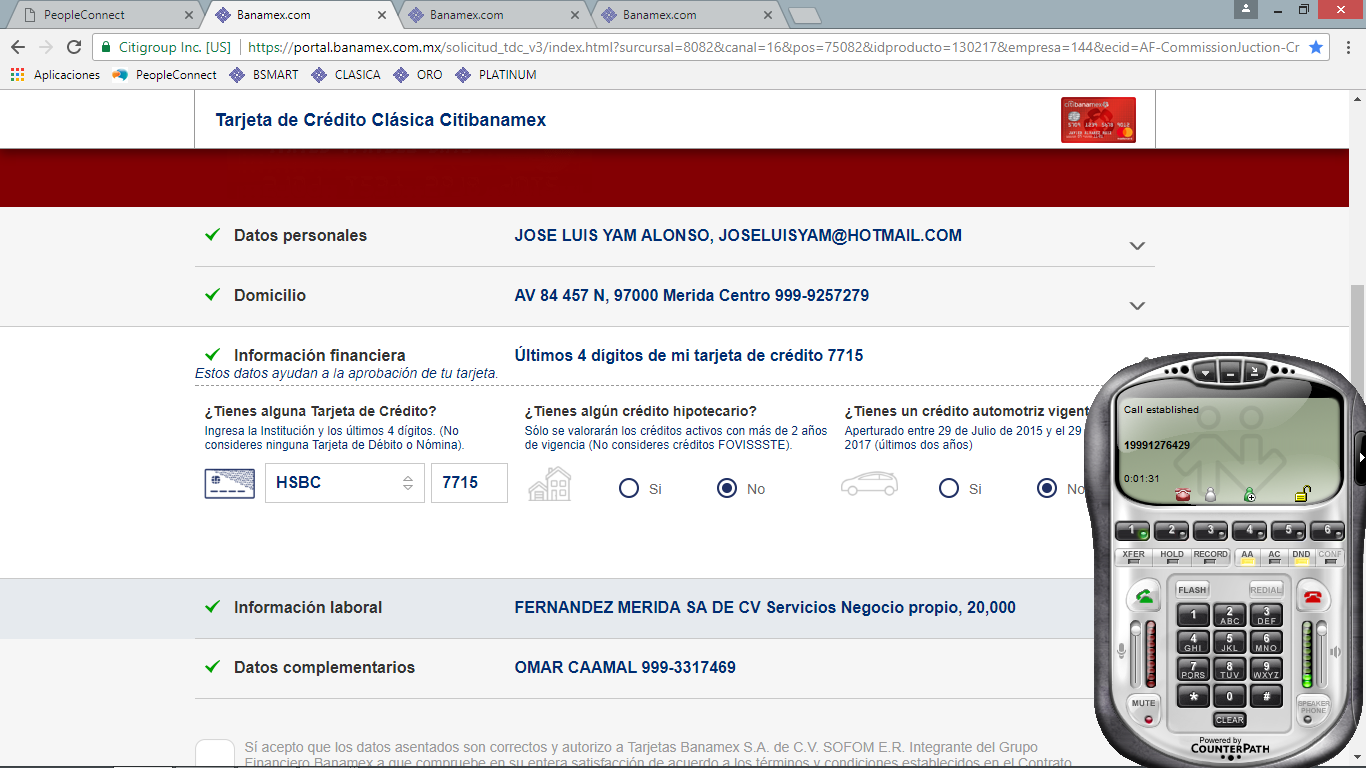 PeopleConnect
Banamex.com
Banamex.com
Banamex.com
Citigroup Inc. [US]
https://portal.banamex.com.mx/solicitud_tdc_v3/index.html?surcursal=8082&canal=16&pos=75082&idproducto=130217&empresa=144&ecid=AF-CommissionJuction-Cr
Aplicaciones PeopleConnect BSMART CLASICA ORO PLATINUM
Tarjeta de Crédito Clásica Citibanamex
citibanamex
Datos personales JOSE LUIS YAM ALONSO, JOSELUISYAM@HOTMAIL.COM
Domicilio AV 84 457 N, 97000 Merida Centro 999-9257279
Información financiera Últimos 4 dígitos de mi tarjeta de crédito 7715
Estos datos ayudan a la aprobación de tu tarjeta.
¿Tienes alguna Tarjeta de Crédito?
Ingresa la Institución y los últimos 4 dígitos. (No
consideres ninguna Tarjeta de Débito o Nómina).
HSBC 7715
¿Tienes algún crédito hipotecario?
Sólo se valorarán los créditos activos con más de 2 años
de vigencia (No consideres créditos FOVISSSTE).
Si No
¿Tienes un crédito automotriz vigent
Aperturado entre 29 de Julio de 2015 y el 29
2017 (últimos dos años)
Si No
Información laboral FERNANDEZ MERIDA SA DE CV Servicios Negocio propio, 20,000
Datos complementarios OMAR CAAMAL 999-3317469
Sí acepto que los datos asentados son correctos y autorizo a Tarjetas Banamex S.A. de C.V. SOFOM E.R. Integrante del Grupo
Financiero Banamex a que compruebe en su entera satisfacción de acuerdo a los términos y condiciones establecidos en el Contrato
Call established
19991276429
0:01:31
1 2 3 4 5 6
XFER HOLD RECORD AA AC DND CONF
FLASH REDIAL
1 2 ABC 3 DEF
4 GHI 5 JKL 6 MNO
7 PQRS 8 TUV 9 WXYZ
* 0 #
MUTE CLEAR SPEAKER PHONE
Powered by
COUNTERPATH